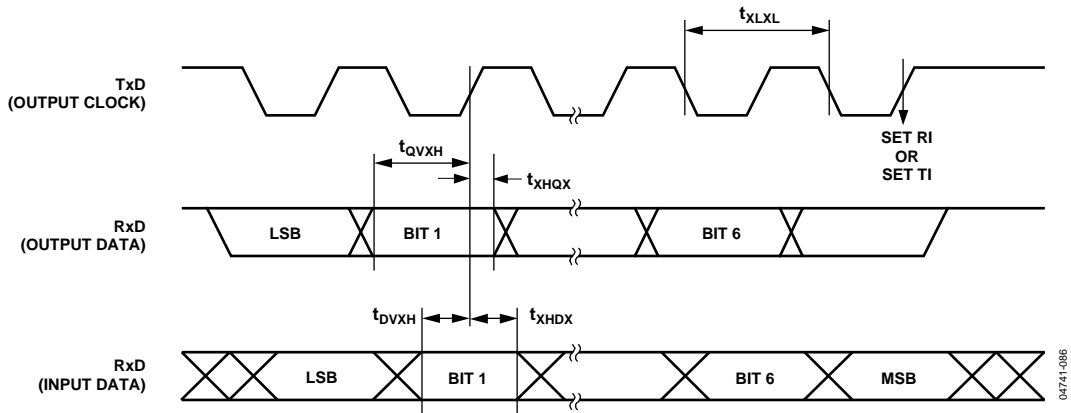 tXLXL
TxD
(OUTPUT CLOCK)
SET RI
OR
SET TI
tQVXH
tXHQX
RxD
(OUTPUT DATA)
LSB
BIT 1
BIT 6
tDVXH
tXHDX
RxD
(INPUT DATA)
LSB
BIT 1
BIT 6
MSB
04741-086